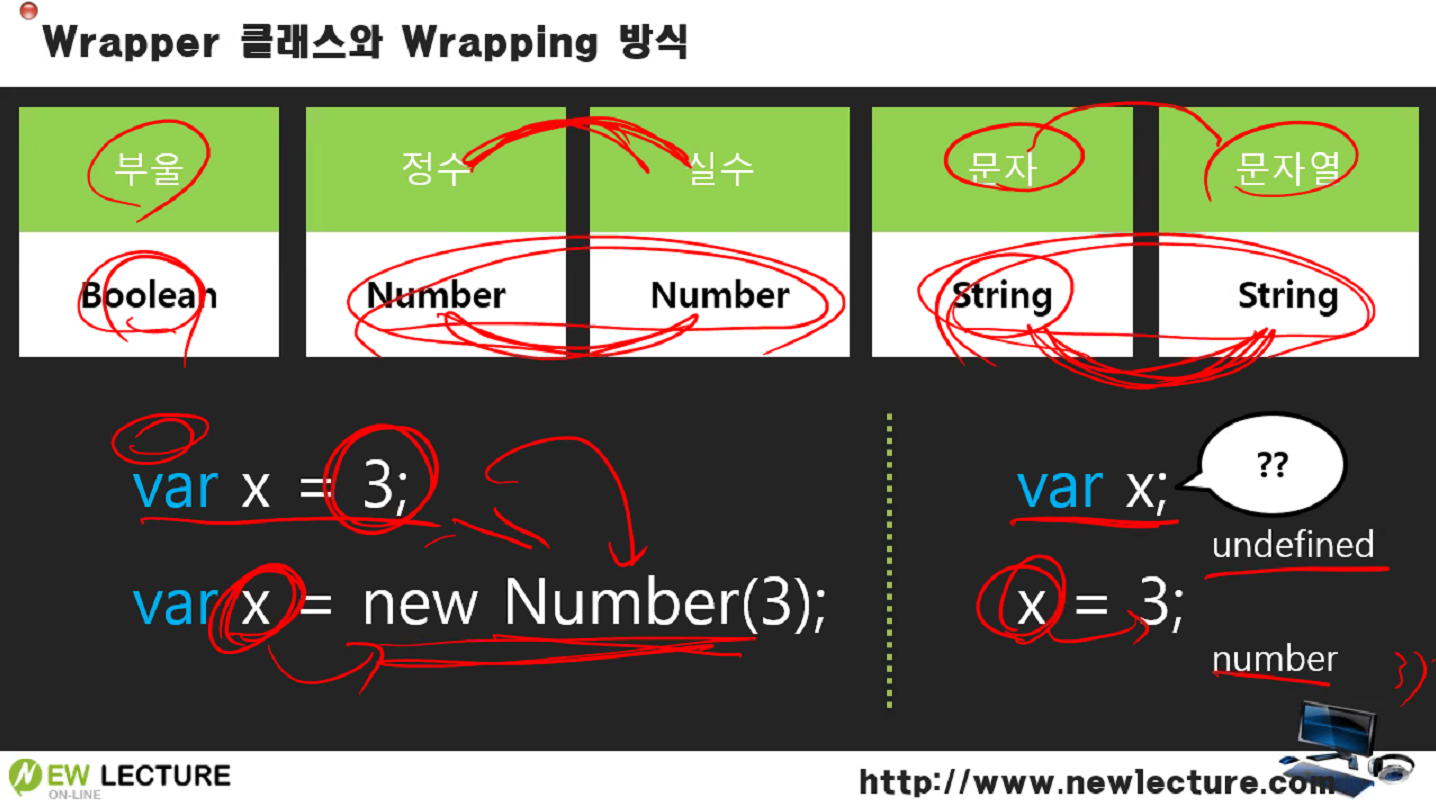 Wrapper 클래스와 Wrapping 방식
부울 정수 실수 문자 문자열
Boolean Number Number String String
var x = 3;
var x = new Number(3);
var x;
??
undefined
x = 3;
number
3)
NEW LECTURE
ON-LINE
http://www.newlecture.com